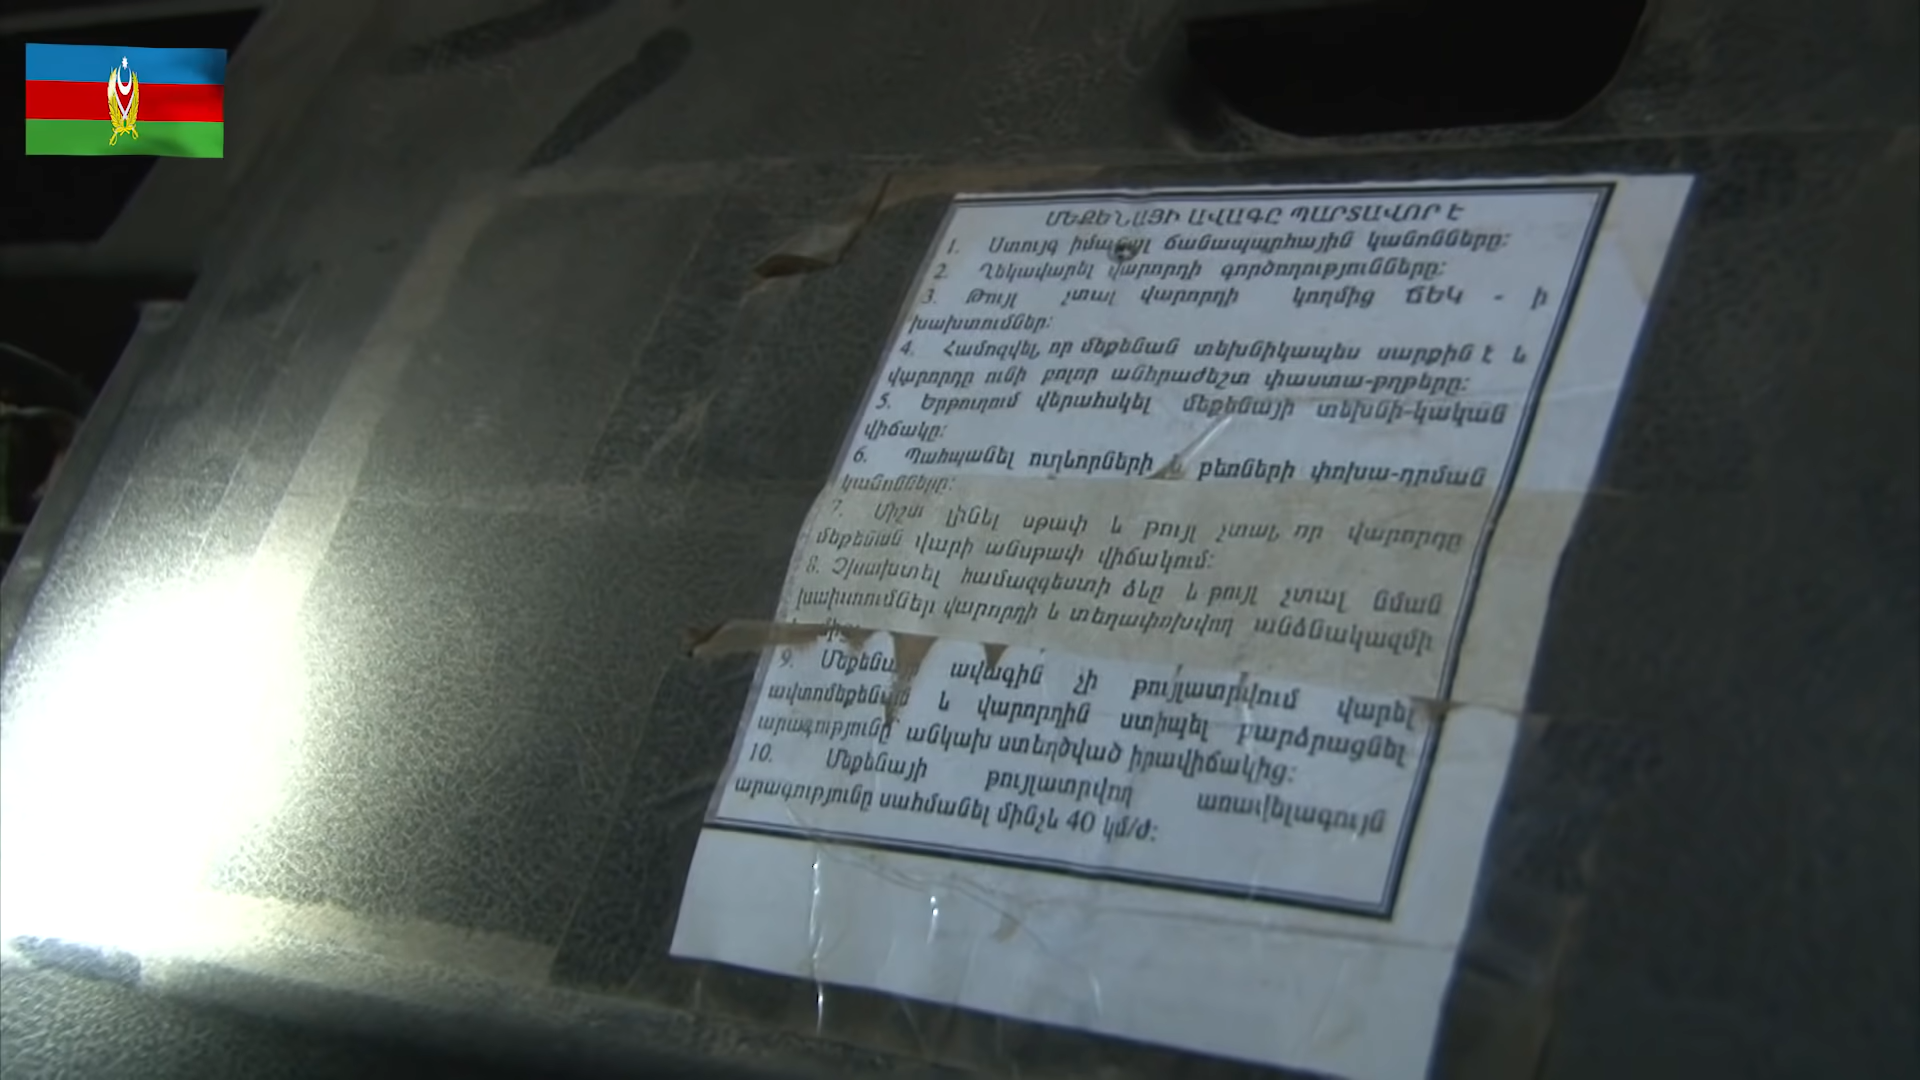 ՄԵՔԵՆԱՅԻ ԱՎԱԳԸ ՊԱՐՏԱՎՈՐ Է
1. Ստույգ իմանալ ճանապարհային կանոնները:
2. Ղեկավարել վարորդի գործողությունները:
3. Թույլ չտալ վարորդի կողմից ՃԵԿ - ի
խախտումներ:
4. Համոզվել, որ մեքենան տեխնիկապես սարքին է և
վարորդը ունի բոլոր անհրաժեշտ փաստա-թղթերը:
5. Երթուղում վերահսկել մեքենայի տեխնի-կական
վիճակը:
6. Պահպանել ուղևորների և բեռների փոխա-դրման
կանոնները:
7. Միշտ լինել սթափ և թույլ չտալ, որ վարորդը
մեքենան վարի անսթափ վիճակում:
8. Չխախտել համազգեստի ձևը և թույլ չտալ նման
խախտումներ վարորդի և տեղափոխվող անձնակազմի
9. Մեքենա ավագին չի թույլատրվում վարել
ավտոմեքենան և վարորդին ստիպել բարձրացնել
արագությունը անկախ ստեղծված իրավիճակից:
10. Մեքենայի թույլատրվող առավելագույն
արագությունը սահմանել մինչև 40 կմ/ժ: